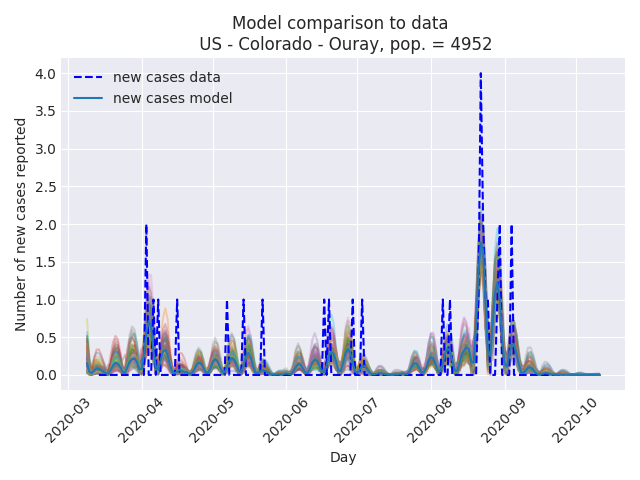 Model comparison to data
US - Colorado - Ouray, pop. = 4952
new cases data
new cases model
Number of new cases reported
4.0
3.5
3.0
2.5
2.0
1.5
1.0
0.5
0.0
2020-03
2020-04
2020-05
2020-06
2020-07
2020-08
2020-09
2020-10
Day